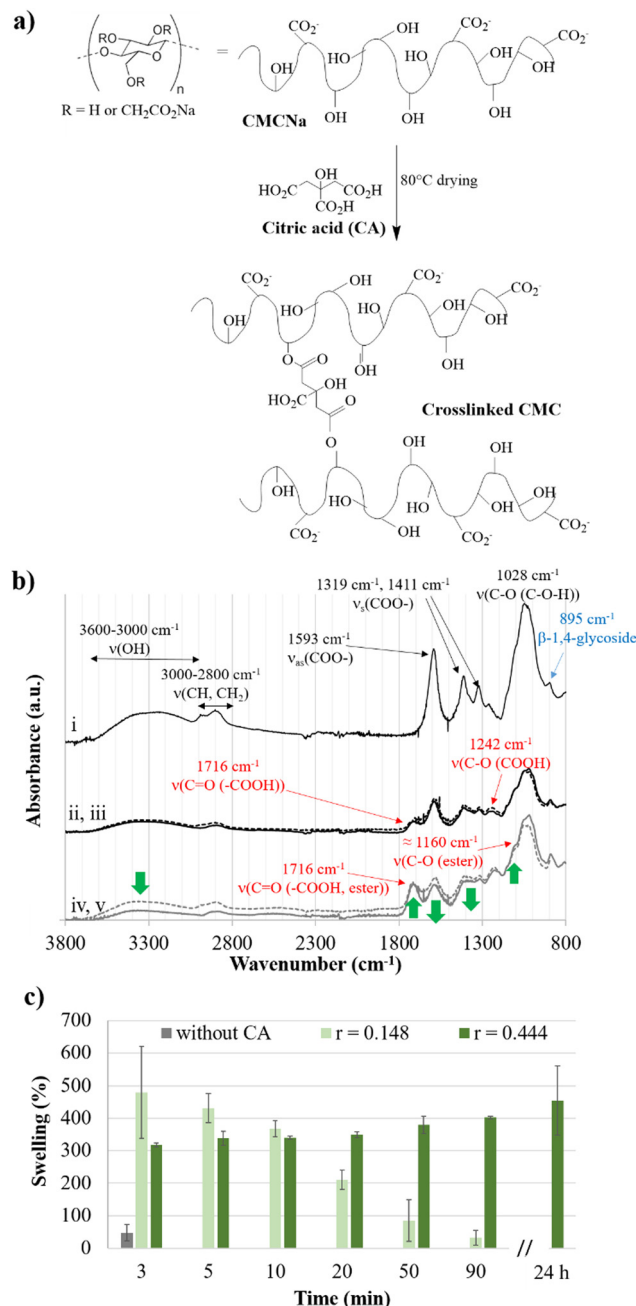 a)
RO
RO
OR
O
O
OR
n
=
R = H or CH₂CO₂Na
CO₂⁻
HO
HO
OH
OH
OH
CO₂⁻
HO
OH
OH
OH
CO₂⁻
CMCNa
OH
HO₂C
CO₂H
CO₂H
Citric acid (CA)
80°C drying
CO₂⁻
OH
HO
OH
O
O
HO
HO
OH
CO₂⁻
OH
OH
HO
OH
CO₂⁻
HO₂C
OH
O
O
Crosslinked CMC
OH
HO
OH
CO₂⁻
OH
OH
HO
OH
OH
CO₂⁻
OH
OH
CO₂⁻
b)
3600-3000 cm⁻¹
ν(OH)
3000-2800 cm⁻¹
ν(CH, CH₂)
1593 cm⁻¹
νas(COO-)
1319 cm⁻¹, 1411 cm⁻¹
νs(COO-)
1028 cm⁻¹
ν(C-O (C-O-H))
895 cm⁻¹
β-1,4-glycoside
i
ii, iii
iv, v
1716 cm⁻¹
ν(C=O (-COOH))
1242 cm⁻¹
ν(C-O (COOH)
≈ 1160 cm⁻¹
ν(C-O (ester))
1716 cm⁻¹
ν(C=O (-COOH, ester))
Absorbance (a.u.)
3800 3300 2800 2300 1800 1300 800
Wavenumber (cm⁻¹)
c)
without CA r = 0.148 r = 0.444
700
600
500
400
300
200
100
0
Swelling (%)
3 5 10 20 50 90 // 24 h
Time (min)